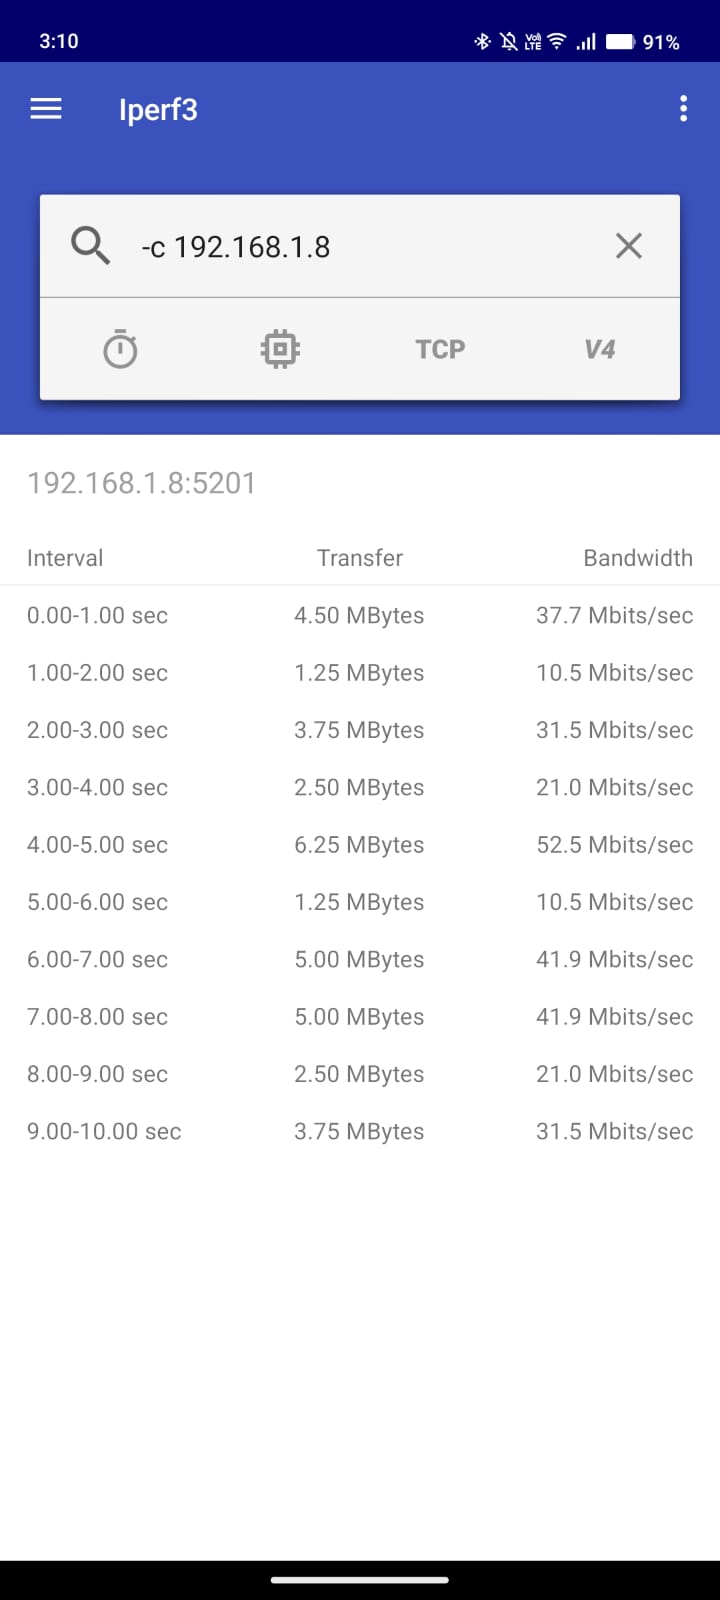 3:10 Vo) LTE 91%
Iperf3
-c 192.168.1.8
TCP V4
192.168.1.8:5201
Interval Transfer Bandwidth
0.00-1.00 sec 4.50 MBytes 37.7 Mbits/sec
1.00-2.00 sec 1.25 MBytes 10.5 Mbits/sec
2.00-3.00 sec 3.75 MBytes 31.5 Mbits/sec
3.00-4.00 sec 2.50 MBytes 21.0 Mbits/sec
4.00-5.00 sec 6.25 MBytes 52.5 Mbits/sec
5.00-6.00 sec 1.25 MBytes 10.5 Mbits/sec
6.00-7.00 sec 5.00 MBytes 41.9 Mbits/sec
7.00-8.00 sec 5.00 MBytes 41.9 Mbits/sec
8.00-9.00 sec 2.50 MBytes 21.0 Mbits/sec
9.00-10.00 sec 3.75 MBytes 31.5 Mbits/sec